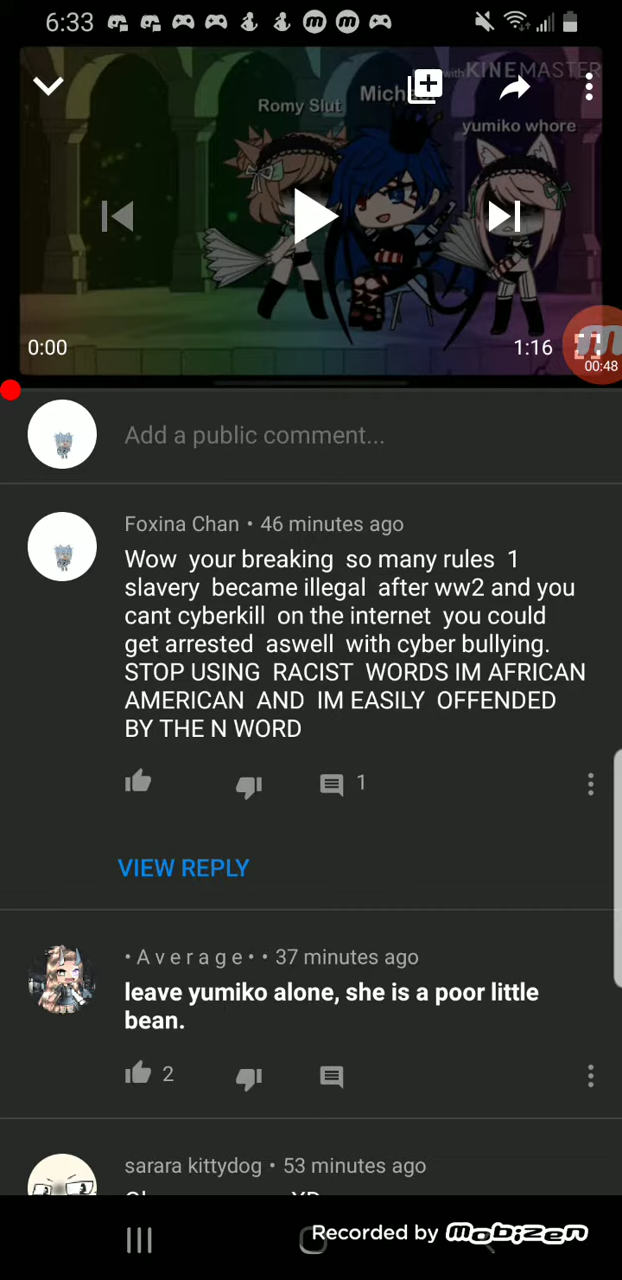 6:33
with KINEMASTER
Romy Slut
yumiko whore
0:00
1:16
00:48
Add a public comment...
Foxina Chan • 46 minutes ago
Wow your breaking so many rules 1
slavery became illegal after ww2 and you
cant cyberkill on the internet you could
get arrested aswell with cyber bullying.
STOP USING RACIST WORDS IM AFRICAN
AMERICAN AND IM EASILY OFFENDED
BY THE N WORD
1
VIEW REPLY
• A v e r a g e • • 37 minutes ago
leave yumiko alone, she is a poor little
bean.
2
sarara kittydog • 53 minutes ago
Recorded by mobizen